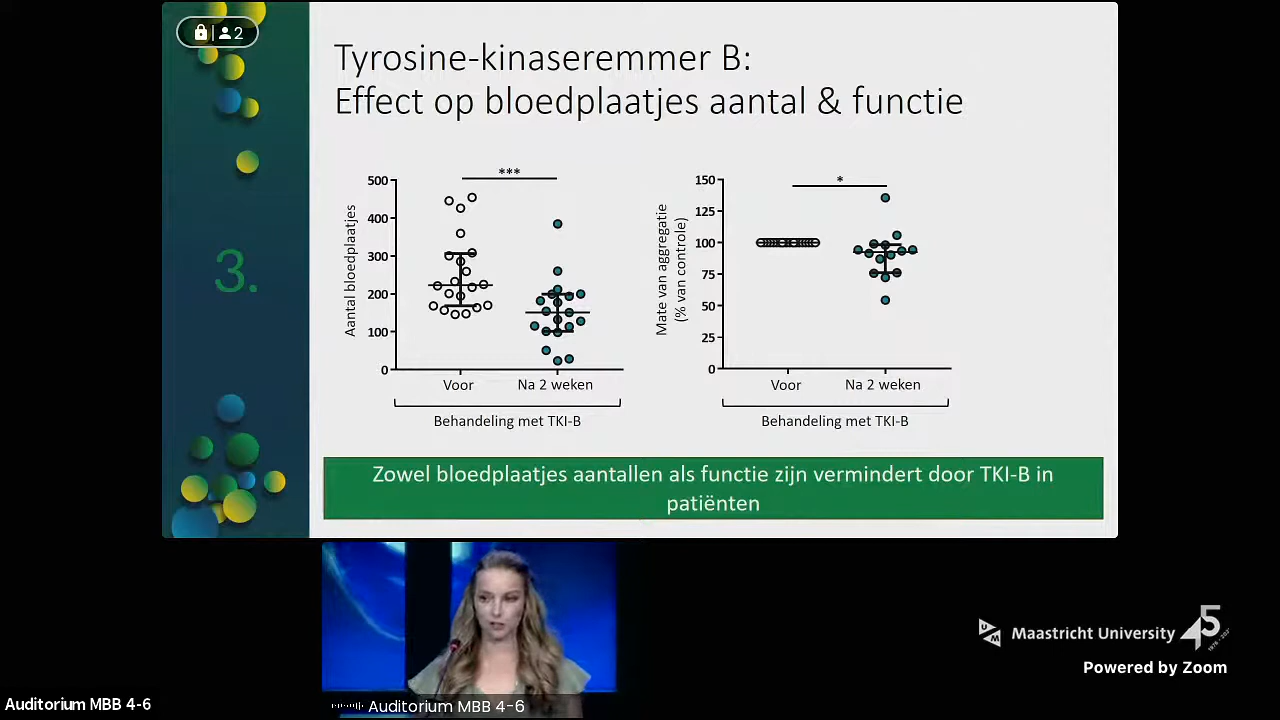 2
Tyrosine-kinaseremmer B:
Effect op bloedplaatjes aantal & functie
3.
***
500
400
300
200
100
0
Aantal bloedplaatjes
Voor
Na 2 weken
Behandeling met TKI-B
*
150
125
100
75
50
25
0
Mate van aggregatie
(% van controle)
Voor
Na 2 weken
Behandeling met TKI-B
Zowel bloedplaatjes aantallen als functie zijn vermindert door TKI-B in
patiënten
Maastricht University
45
Powered by Zoom
Auditorium MBB 4-6
Auditorium MBB 4-6